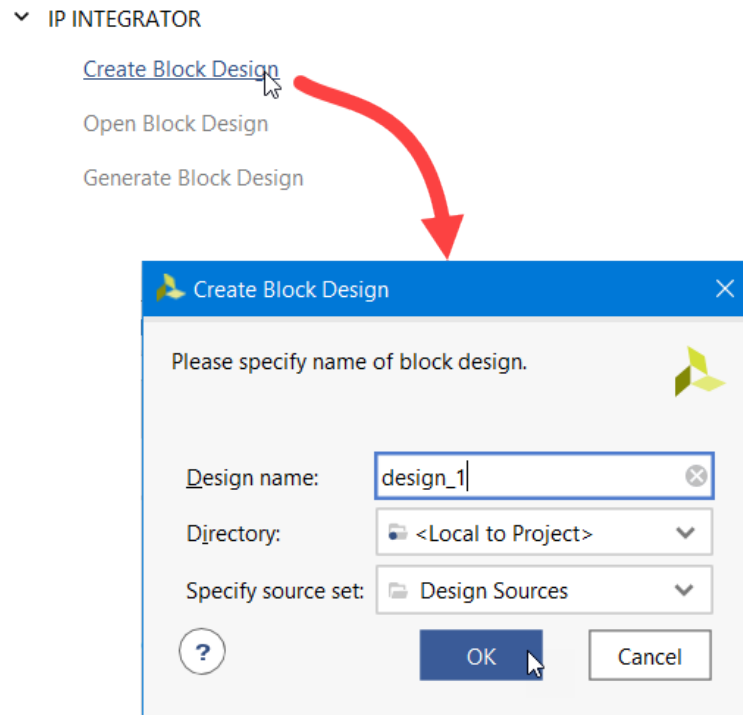 IP INTEGRATOR
Create Block Design
Open Block Design
Generate Block Design
Create Block Design
Please specify name of block design.
Design name: design_1
Directory: <Local to Project>
Specify source set: Design Sources
? OK Cancel